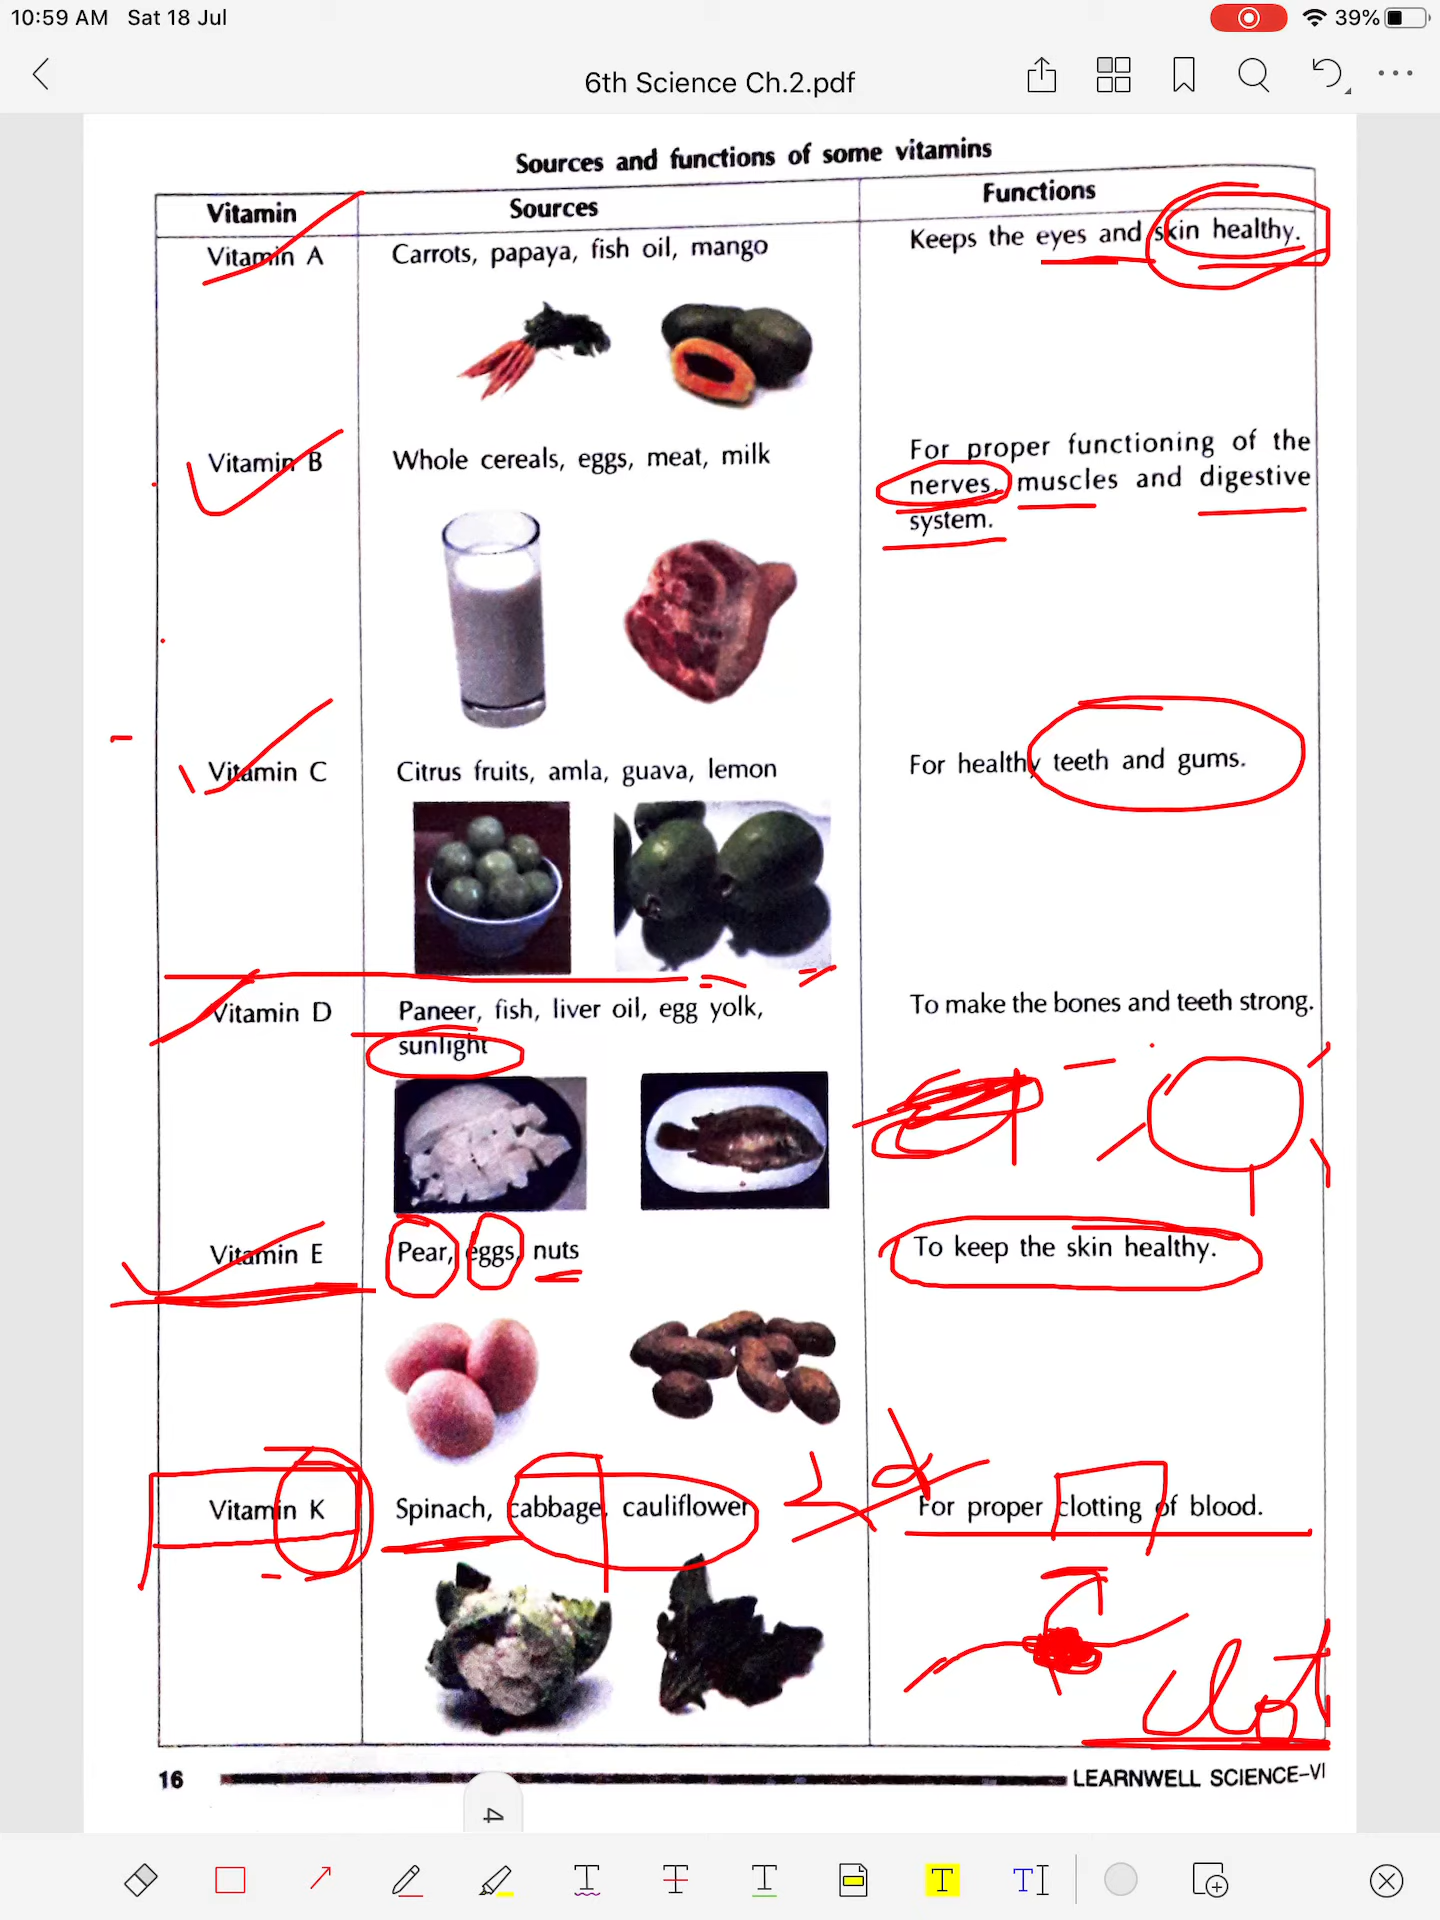 10:59 AM Sat 18 Jul
39%
6th Science Ch.2.pdf
Sources and functions of some vitamins
Vitamin Sources Functions
Vitamin A Carrots, papaya, fish oil, mango Keeps the eyes and skin healthy.
Vitamin B Whole cereals, eggs, meat, milk For proper functioning of the
nerves, muscles and digestive
system.
Vitamin C Citrus fruits, amla, guava, lemon For healthy teeth and gums.
Vitamin D Paneer, fish, liver oil, egg yolk, To make the bones and teeth strong.
sunlight
Vitamin E Pear, eggs, nuts To keep the skin healthy.
Vitamin K Spinach, cabbage, cauliflower For proper clotting of blood.
clot
16 LEARNWELL SCIENCE–VI
4
T T T T T